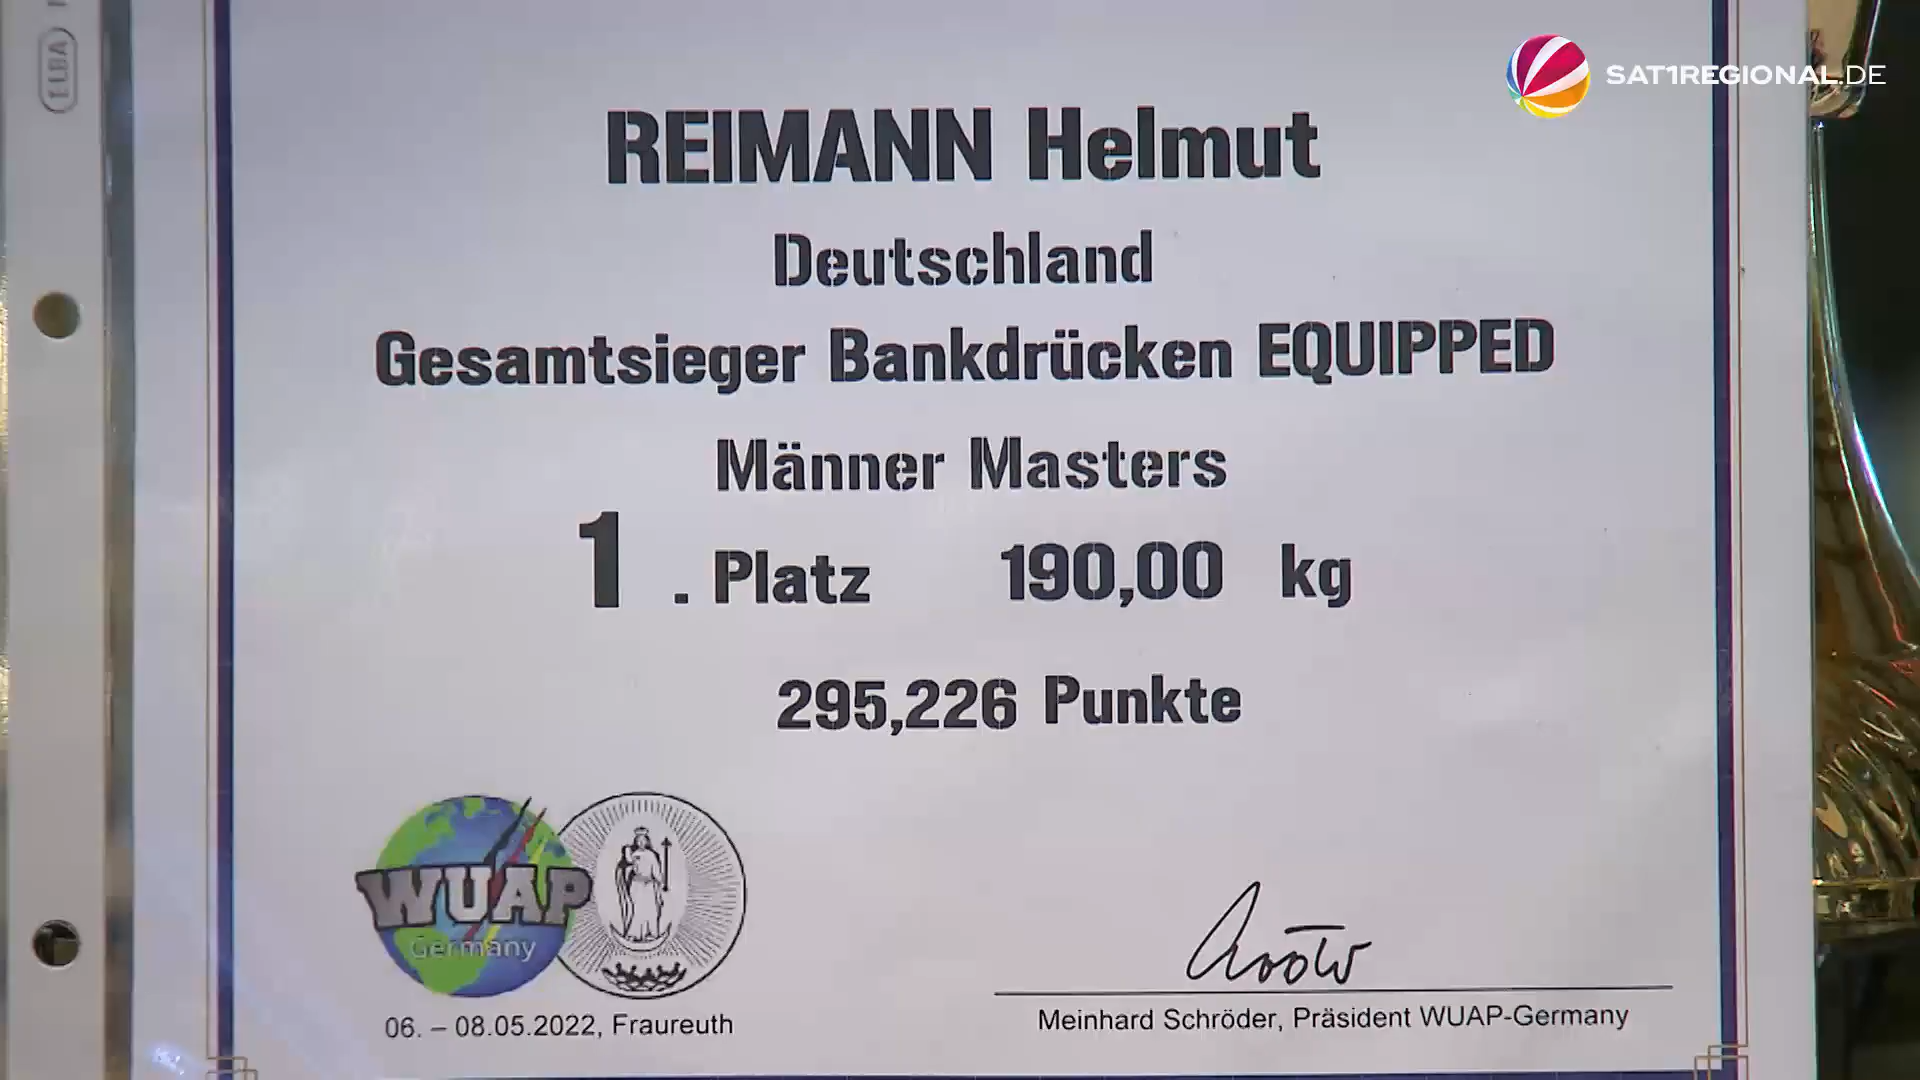 ELBA
SAT1REGIONAL.DE
REIMANN Helmut
Deutschland
Gesamtsieger Bankdrücken EQUIPPED
Männer Masters
1. Platz 190,00 kg
295,226 Punkte
WUAP
Germany
06. – 08.05.2022, Fraureuth
Meinhard Schröder, Präsident WUAP-Germany